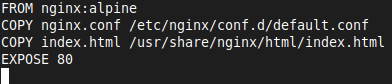 FROM nginx:alpine
COPY nginx.conf /etc/nginx/conf.d/default.conf
COPY index.html /usr/share/nginx/html/index.html
EXPOSE 80